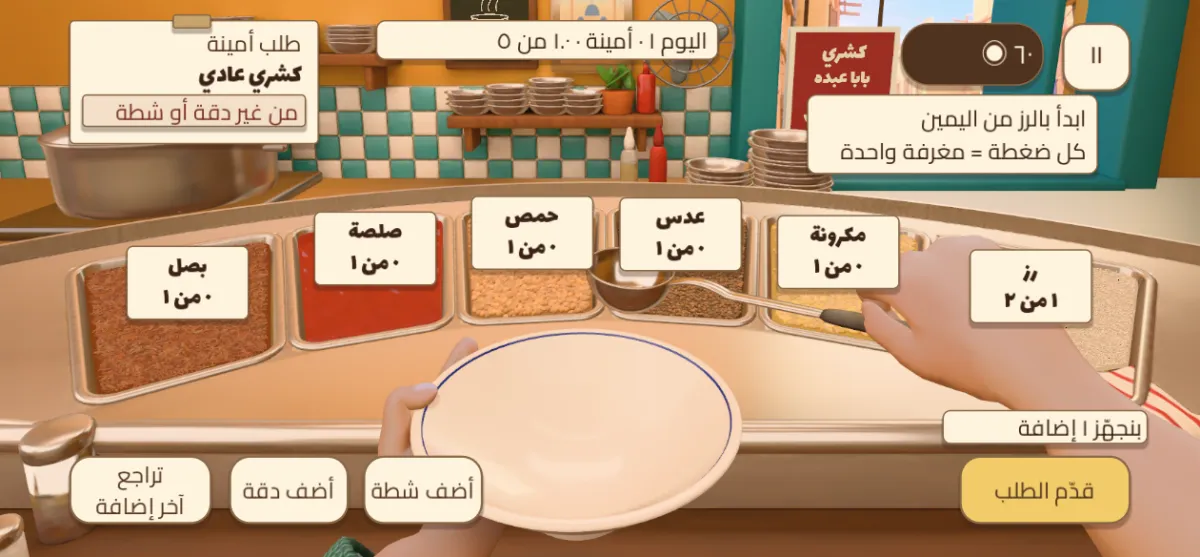 طلب أمينة
كشري عادي
من غير دقة أو شطة
اليوم ١ · أمينة ٠٠:١ من ٥
٦٠
كشري
بابا عبده
ابدأ بالرز من اليمين
كل ضغطة = مغرفة واحدة
رز
١ من ٢
مكرونة
٠ من ١
عدس
٠ من ١
حمص
٠ من ١
صلصة
٠ من ١
بصل
٠ من ١
بنجهّز ١ إضافة
قدّم الطلب
أضف شطة
أضف دقة
تراجع
آخر إضافة